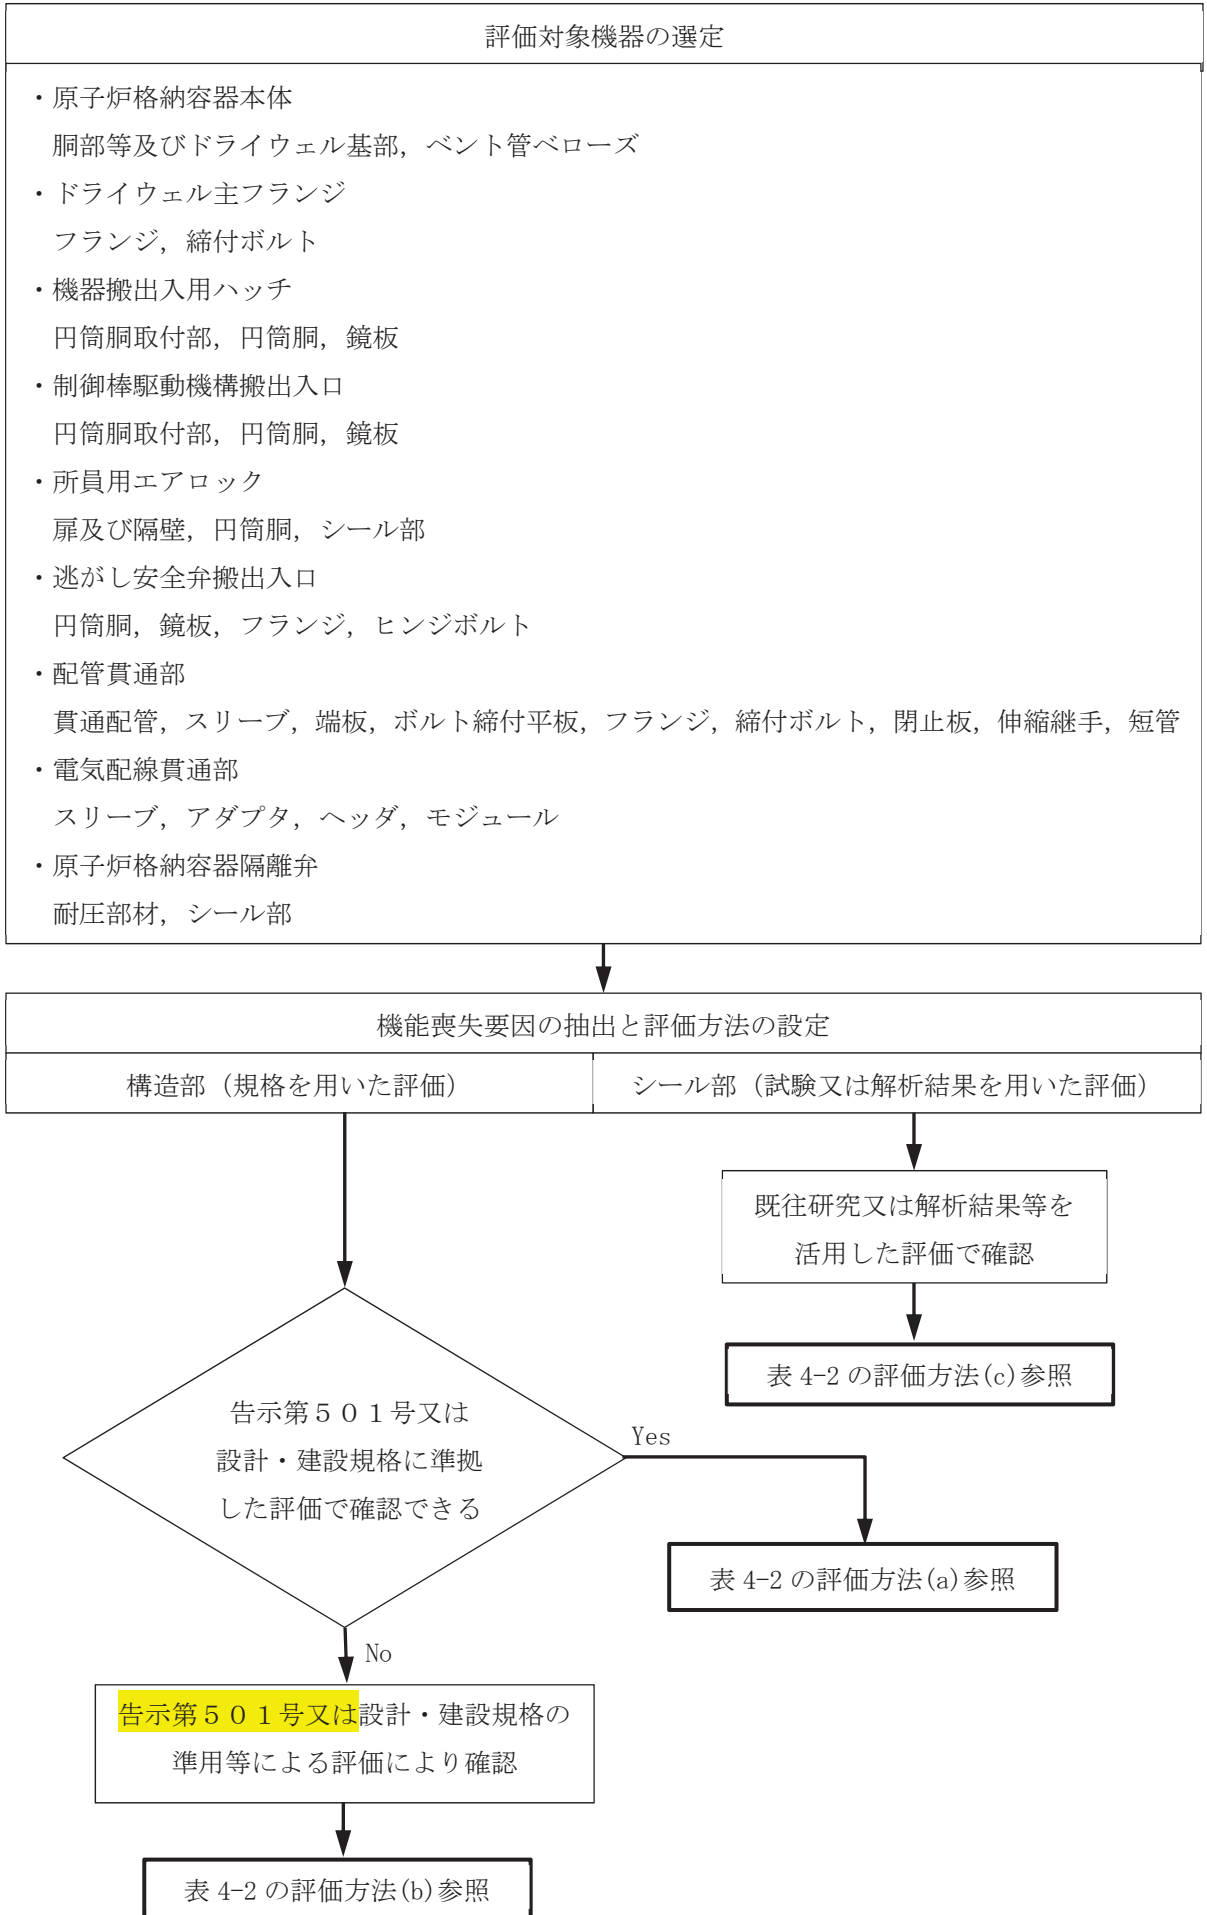 評価対象機器の選定
・原子炉格納容器本体
胴部等及びドライウェル基部，ベント管ベローズ
・ドライウェル主フランジ
フランジ，締付ボルト
・機器搬出入用ハッチ
円筒胴取付部，円筒胴，鏡板
・制御棒駆動機構搬出入口
円筒胴取付部，円筒胴，鏡板
・所員用エアロック
扉及び隔壁，円筒胴，シール部
・逃がし安全弁搬出入口
円筒胴，鏡板，フランジ，ヒンジボルト
・配管貫通部
貫通配管，スリーブ，端板，ボルト締付平板，フランジ，締付ボルト，閉止板，伸縮継手，短管
・電気配線貫通部
スリーブ，アダプタ，ヘッダ，モジュール
・原子炉格納容器隔離弁
耐圧部材，シール部
機能喪失要因の抽出と評価方法の設定
構造部（規格を用いた評価）
シール部（試験又は解析結果を用いた評価）
既往研究又は解析結果等を
活用した評価で確認
表 4-2 の評価方法(c)参照
告示第５０１号又は
設計・建設規格に準拠
した評価で確認できる
Yes
表 4-2 の評価方法(a)参照
No
告示第５０１号又は設計・建設規格の
準用等による評価により確認
表 4-2 の評価方法(b)参照